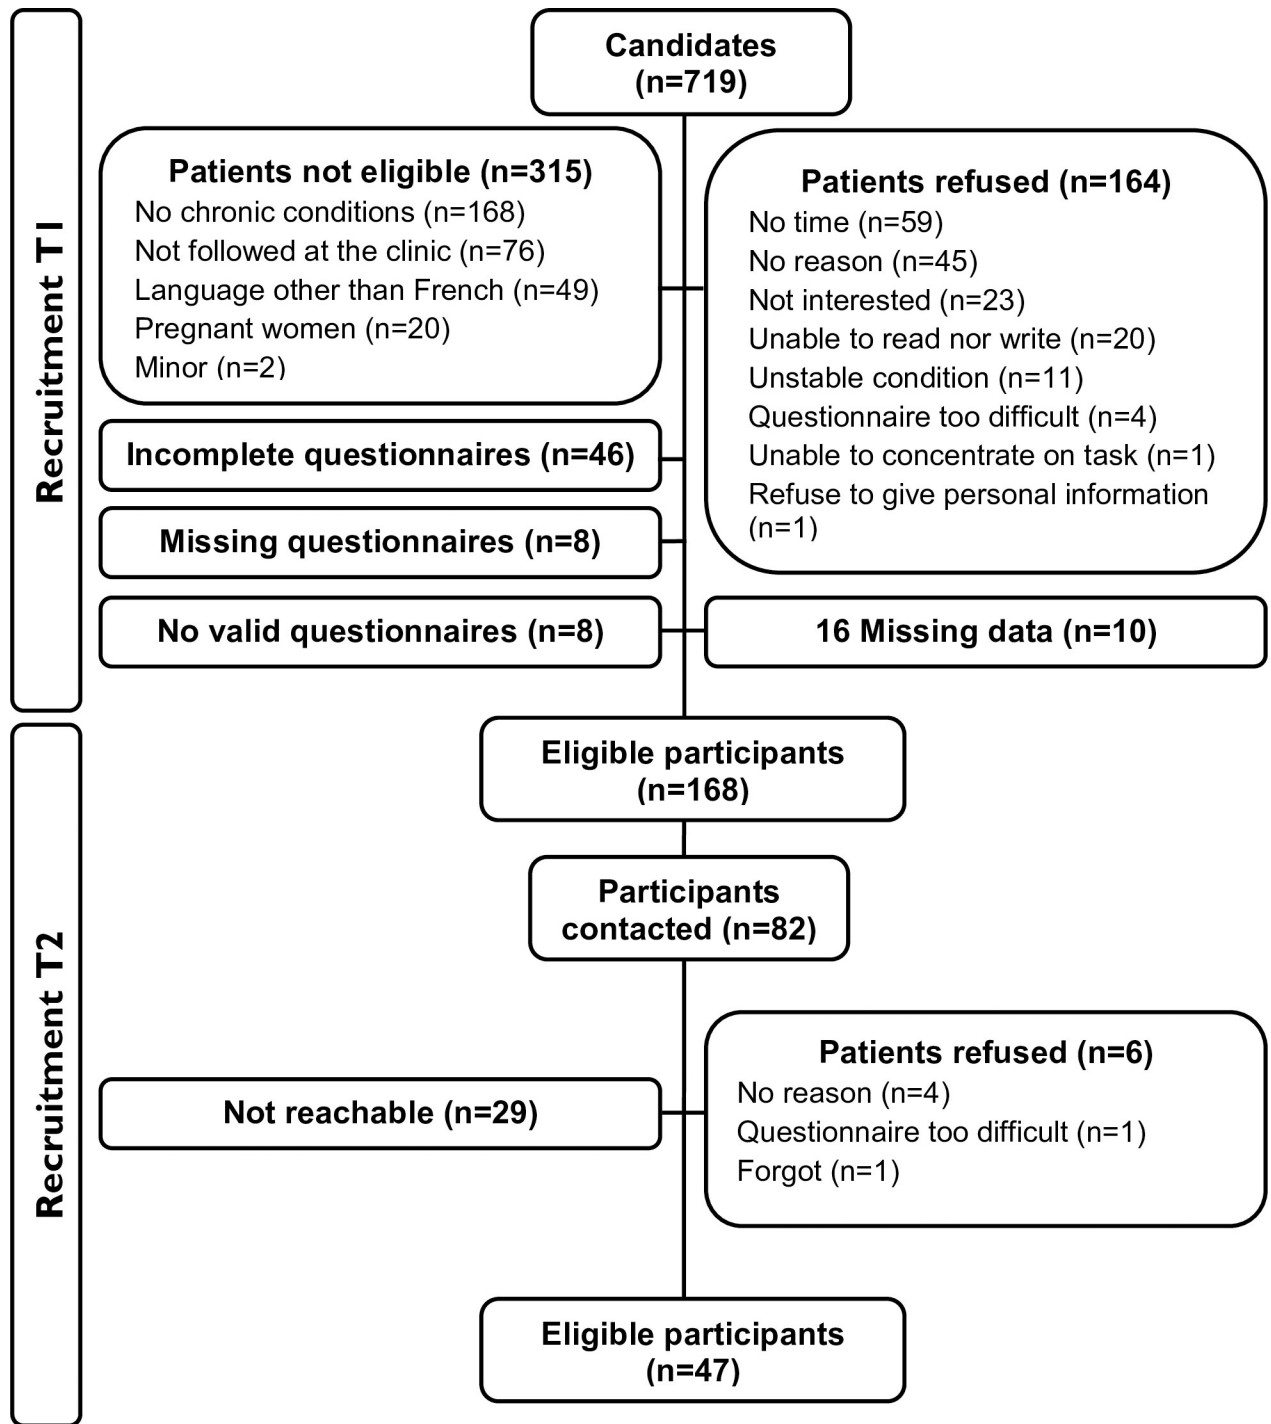 Recruitment T1
Candidates
(n=719)
Patients not eligible (n=315)
No chronic conditions (n=168)
Not followed at the clinic (n=76)
Language other than French (n=49)
Pregnant women (n=20)
Minor (n=2)
Patients refused (n=164)
No time (n=59)
No reason (n=45)
Not interested (n=23)
Unable to read nor write (n=20)
Unstable condition (n=11)
Questionnaire too difficult (n=4)
Unable to concentrate on task (n=1)
Refuse to give personal information
(n=1)
Incomplete questionnaires (n=46)
Missing questionnaires (n=8)
No valid questionnaires (n=8)
16 Missing data (n=10)
Recruitment T2
Eligible participants
(n=168)
Participants
contacted (n=82)
Not reachable (n=29)
Patients refused (n=6)
No reason (n=4)
Questionnaire too difficult (n=1)
Forgot (n=1)
Eligible participants
(n=47)